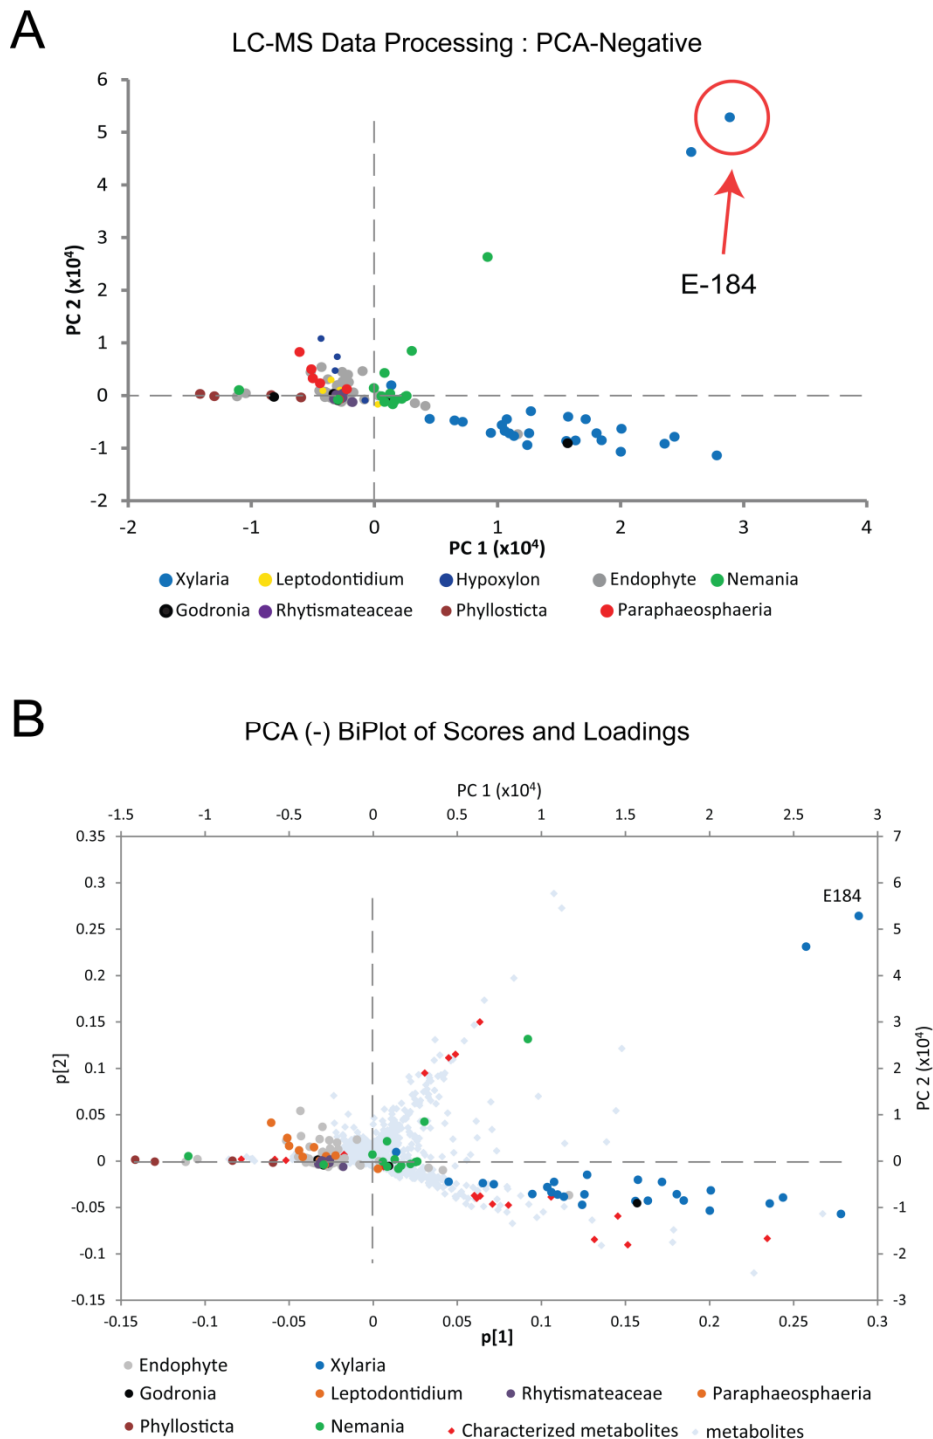 A
LC-MS Data Processing : PCA-Negative
6
5
4
3
2
1
0
-1
-2
PC 2 (x10⁴)
E-184
-2 -1 0 1 2 3 4
PC 1 (x10⁴)
Xylaria Leptodontidium Hypoxylon Endophyte Nemania
Godronia Rhytismateaceae Phyllosticta Paraphaeosphaeria
B
PCA (-) BiPlot of Scores and Loadings
PC 1 (x10⁴)
-1.5 -1 -0.5 0 0.5 1 1.5 2 2.5 3
0.35 7
0.3 6
E184
0.25 5
0.2 4
0.15 3
0.1 2
0.05 1
0 0
-0.05 -1
-0.1 -2
-0.15 -3
p[2]
PC 2 (x10⁴)
-0.15 -0.1 -0.05 0 0.05 0.1 0.15 0.2 0.25 0.3
p[1]
Endophyte Xylaria
Godronia Leptodontidium Rhytismateaceae Paraphaeosphaeria
Phyllosticta Nemania Characterized metabolites metabolites